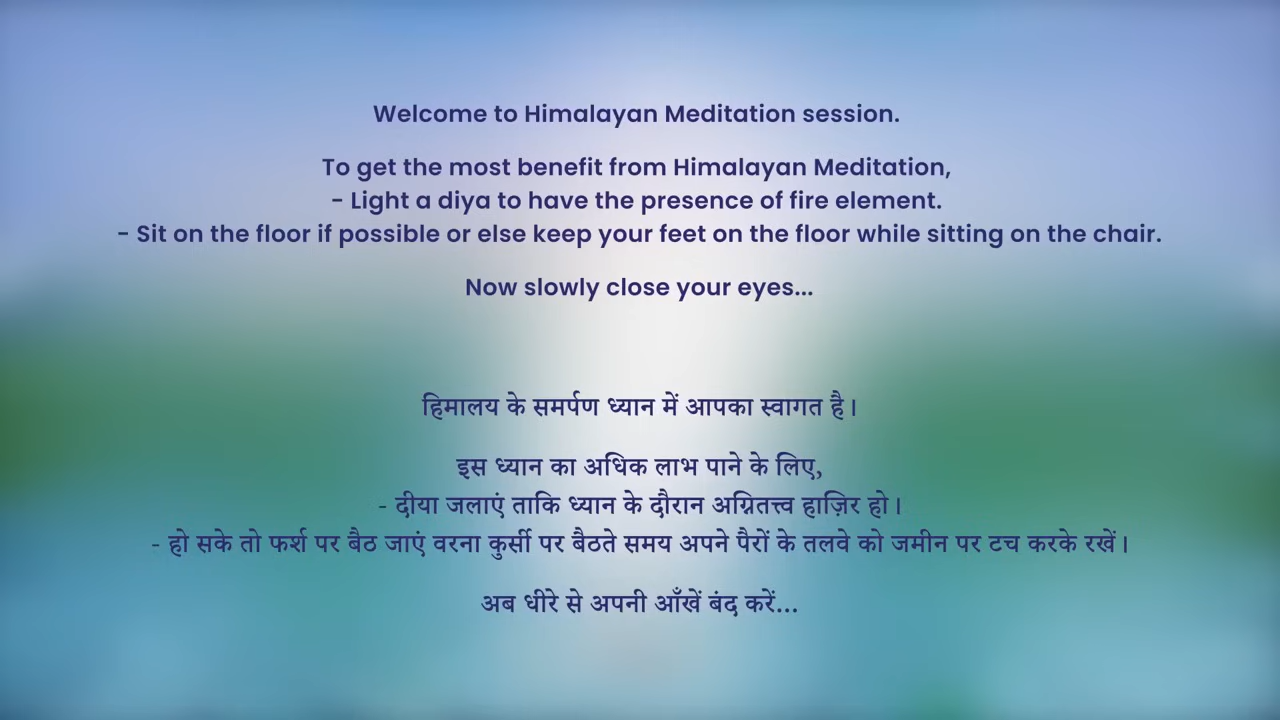 Welcome to Himalayan Meditation session.
To get the most benefit from Himalayan Meditation,
- Light a diya to have the presence of fire element.
- Sit on the floor if possible or else keep your feet on the floor while sitting on the chair.
Now slowly close your eyes...
हिमालय के समर्पण ध्यान में आपका स्वागत है।
इस ध्यान का अधिक लाभ पाने के लिए,
- दीया जलाएं ताकि ध्यान के दौरान अग्नितत्त्व हाज़िर हो।
- हो सके तो फर्श पर बैठ जाएं वरना कुर्सी पर बैठते समय अपने पैरों के तलवे को जमीन पर टच करके रखें।
अब धीरे से अपनी आँखें बंद करें...